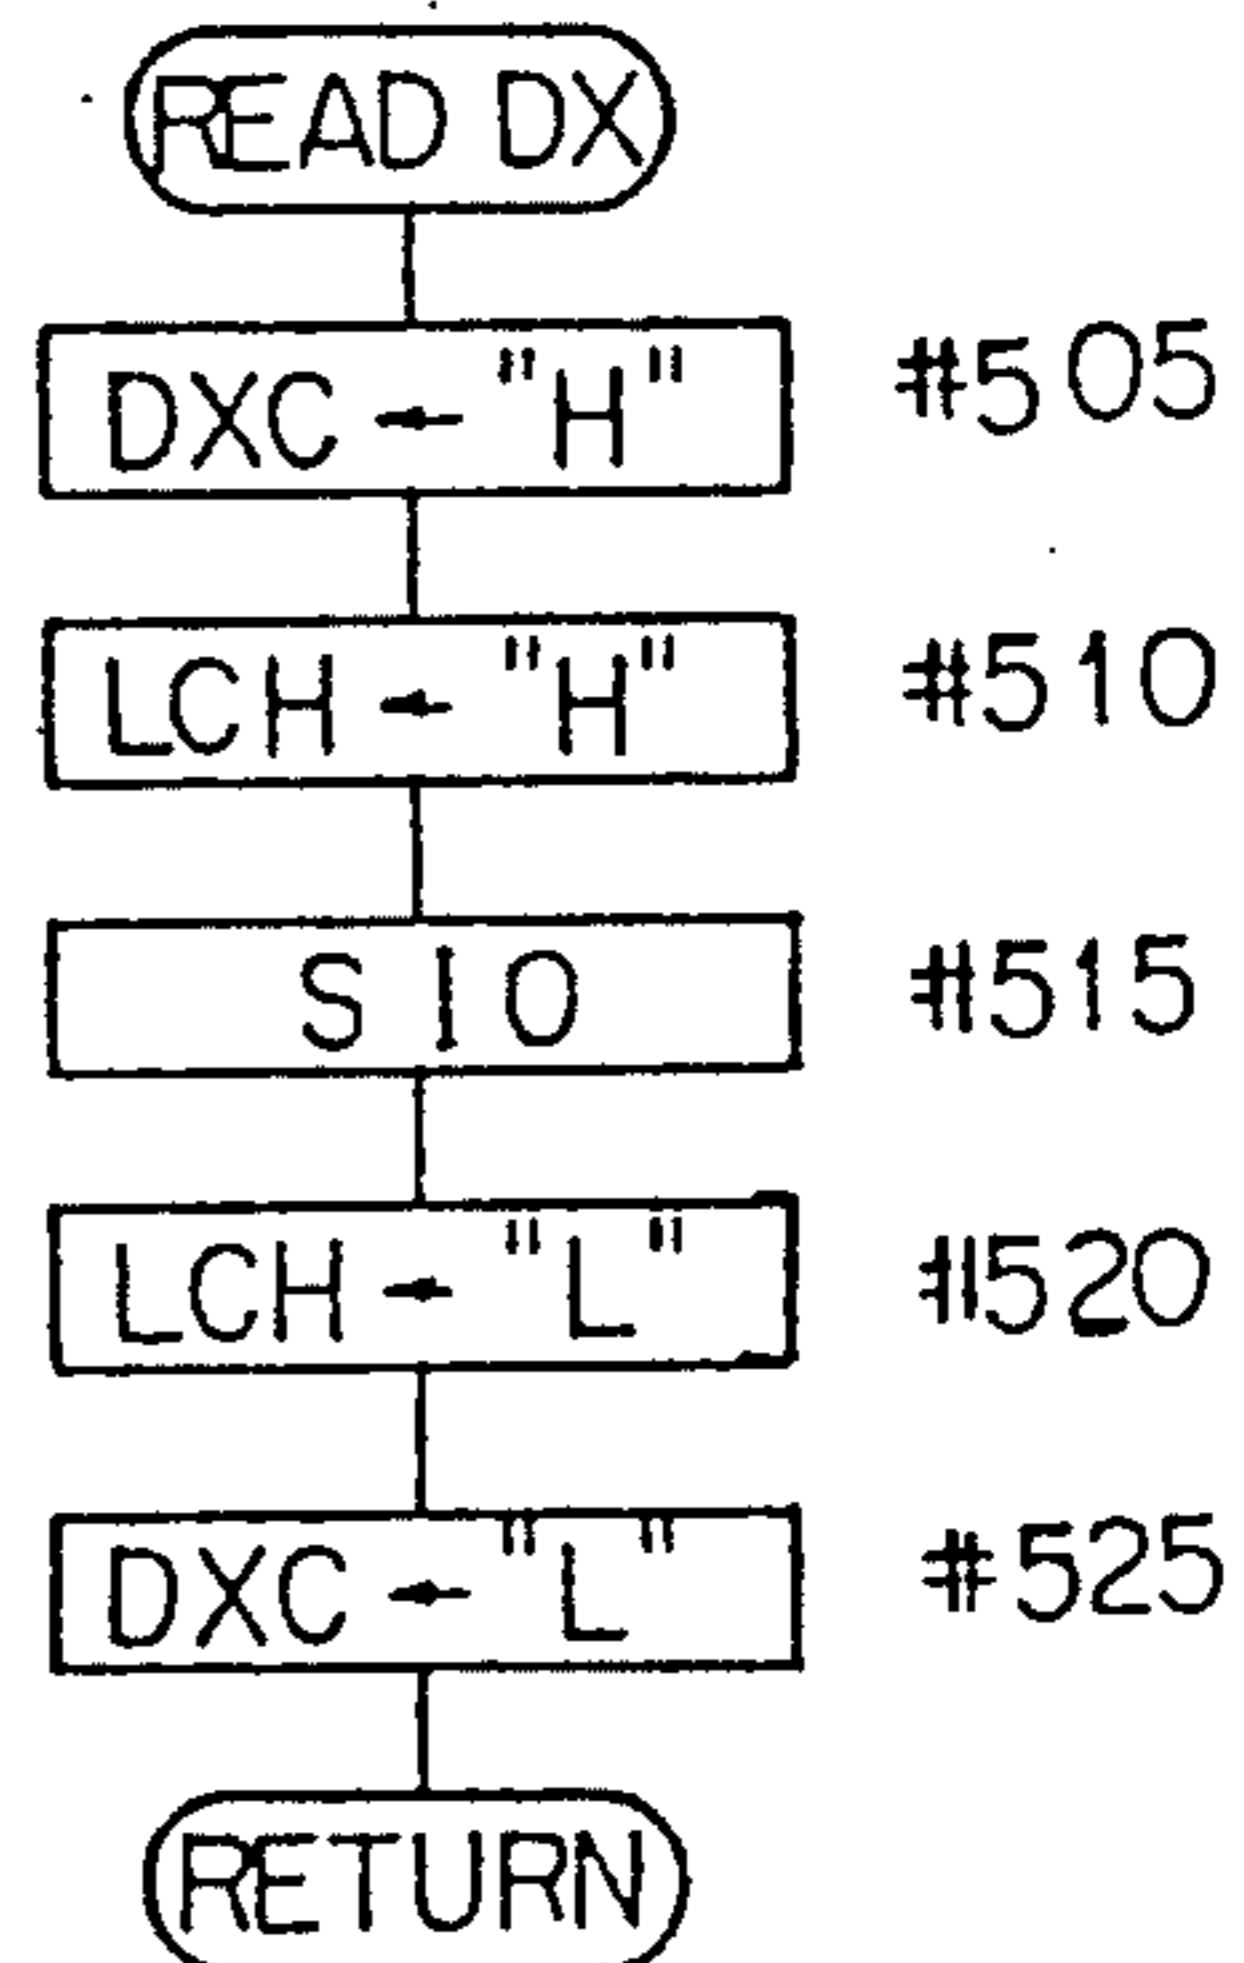 READ DX
DXC ← "H" #505
LCH ← "H" #510
SIO #515
LCH ← "L" #520
DXC ← "L" #525
RETURN